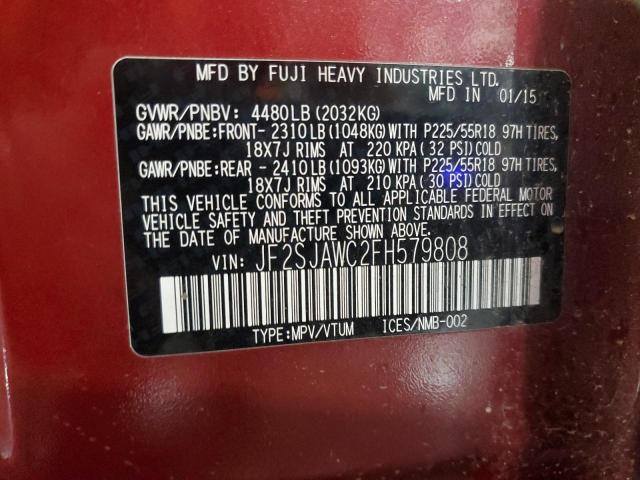 MFD BY FUJI HEAVY INDUSTRIES LTD.
MFD IN 01/15
GVWR/PNBV: 4480LB(2032KG)
GAWR/PNBE:FRONT- 2310LB(1048KG)WITH P225/55R18 97H TIRES,
18X7J RIMS AT 220 KPA( 32 PSI)COLD
GAWR/PNBE:REAR - 2410LB(1093KG)WITH P225/55R18 97H TIRES,
18X7J RIMS AT 210 KPA( 30 PSI)COLD
THIS VEHICLE CONFORMS TO ALL APPLICABLE FEDERAL MOTOR
VEHICLE SAFETY AND THEFT PREVENTION STANDARDS IN EFFECT
ON THE DATE OF MANUFACTURE SHOWN ABOVE.
VIN: JF2SJAWC2FH579808
TYPE:MPV/VTUM ICES/NMB-002